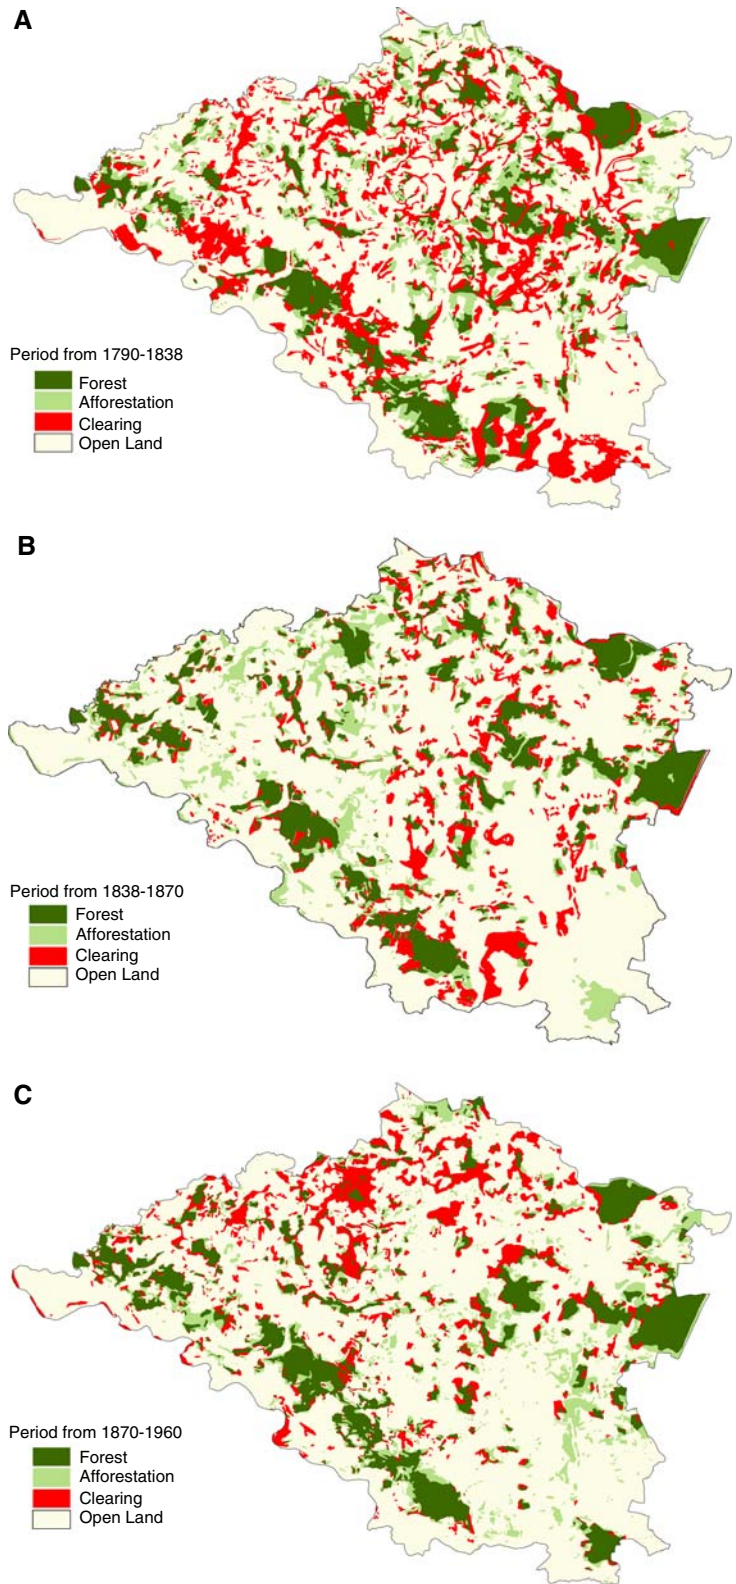 A
Period from 1790-1838
Forest
Afforestation
Clearing
Open Land
B
Period from 1838-1870
Forest
Afforestation
Clearing
Open Land
C
Period from 1870-1960
Forest
Afforestation
Clearing
Open Land